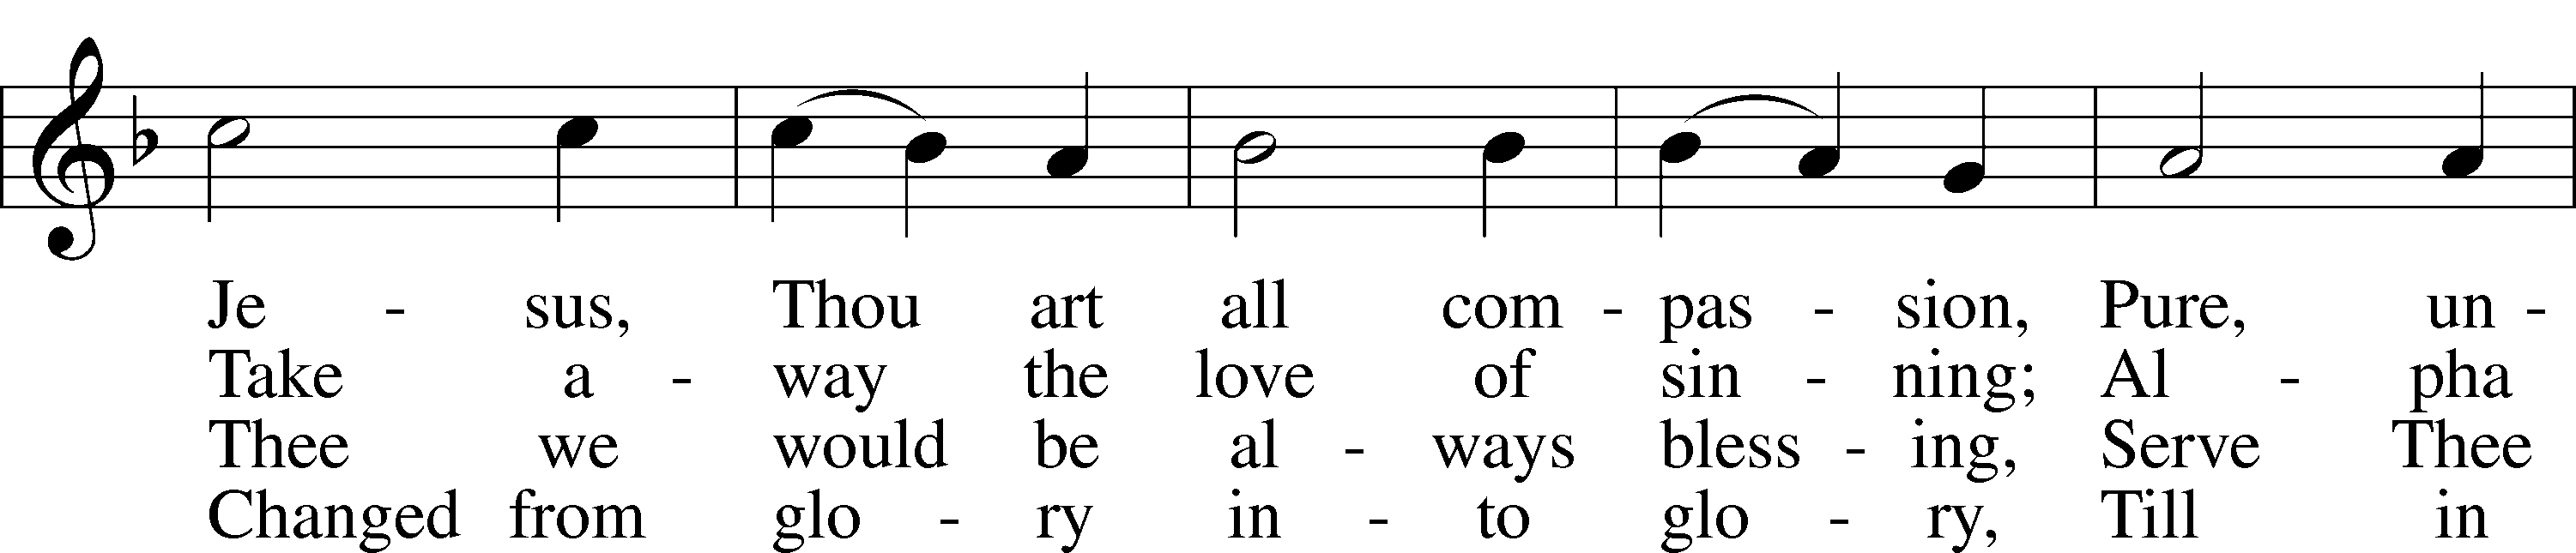 Je - sus, Thou art all com - pas - sion, Pure, un -
Take a - way the love of sin - ning; Al - pha
Thee we would be al - ways bless - ing, Serve Thee
Changed from glo - ry in - to glo - ry, Till in